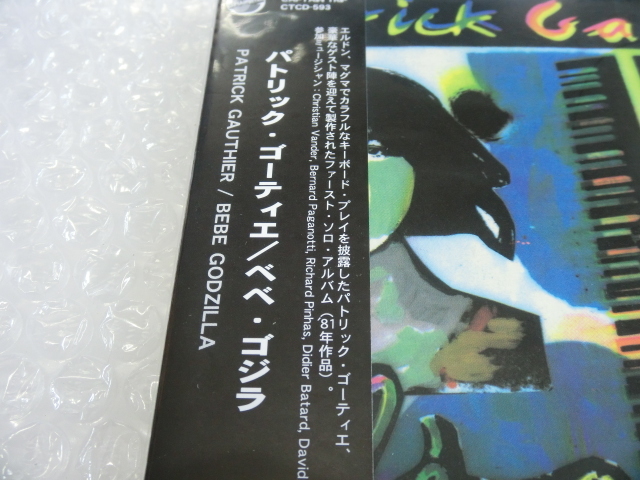 CTCD-593
rick Ga
エルドン、マグマでカラフルなキーボード・プレイを披露したパトリック・ゴーティエ、
豪華なゲスト陣を迎えて製作されたファースト・ソロ・アルバム（81年作品）。
参加ミュージシャン：Christian Vander, Bernard Paganotti, Richard Pinhas, Didier Batard, David
パトリック・ゴーティエ／ベベ・ゴジラ
PATRICK GAUTHIER / BEBE GODZILLA